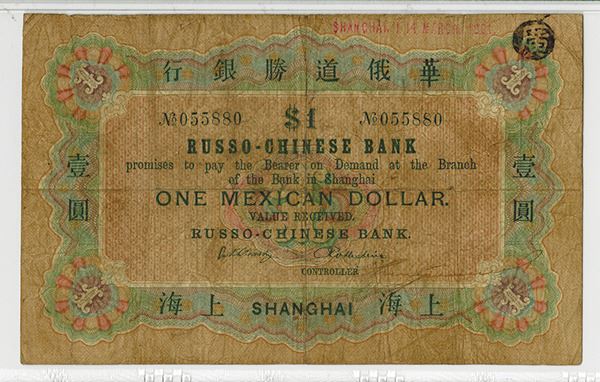 SHANGHAI 14 MARCH 1901
廣
行銀勝道俄華
№055880 $1 №055880
RUSSO-CHINESE BANK
promises to pay the Bearer on Demand at the Branch
of the Bank in Shanghai
ONE MEXICAN DOLLAR.
VALUE RECEIVED.
RUSSO-CHINESE BANK.
CONTROLLER
壹圓
壹圓
海上 SHANGHAI 海上